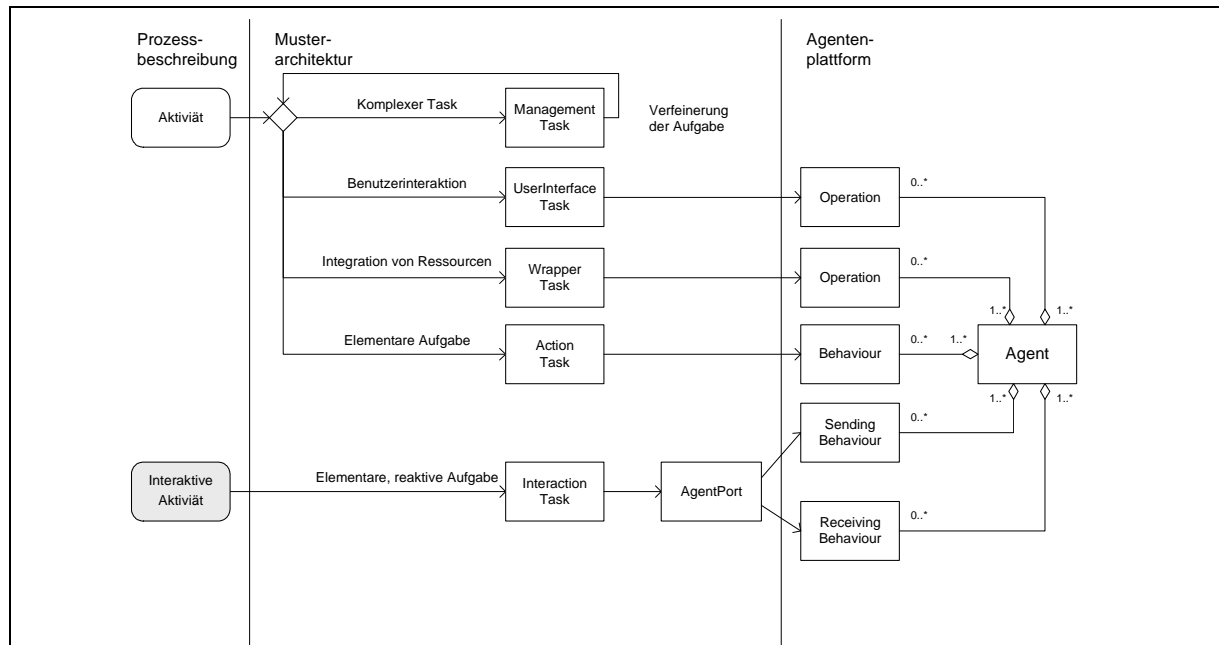 Prozess-
beschreibung
Muster-
architektur
Agenten-
plattform
Aktiviät
Komplexer Task
Management
Task
Verfeinerung
der Aufgabe
Benutzerinteraktion
UserInterface
Task
Operation
0..*
Integration von Ressourcen
Wrapper
Task
Operation
0..*
1..*
1..*
Elementare Aufgabe
Action
Task
Behaviour
0..*
1..*
Agent
1..*
1..*
Sending
Behaviour
0..*
Interaktive
Aktiviät
Elementare, reaktive Aufgabe
Interaction
Task
AgentPort
Receiving
Behaviour
0..*